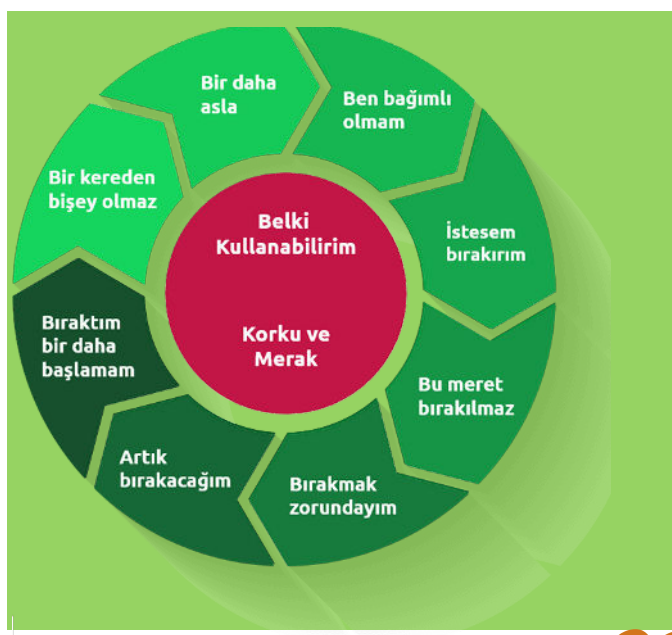 Bir daha
asla
Ben bağımlı
olmam
İstesem
bırakırım
Bu meret
bırakılmaz
Bırakmak
zorundayım
Artık
bırakacağım
Bıraktım
bir daha
başlamam
Bir kereden
bişey olmaz
Belki
Kullanabilirim
Korku ve
Merak